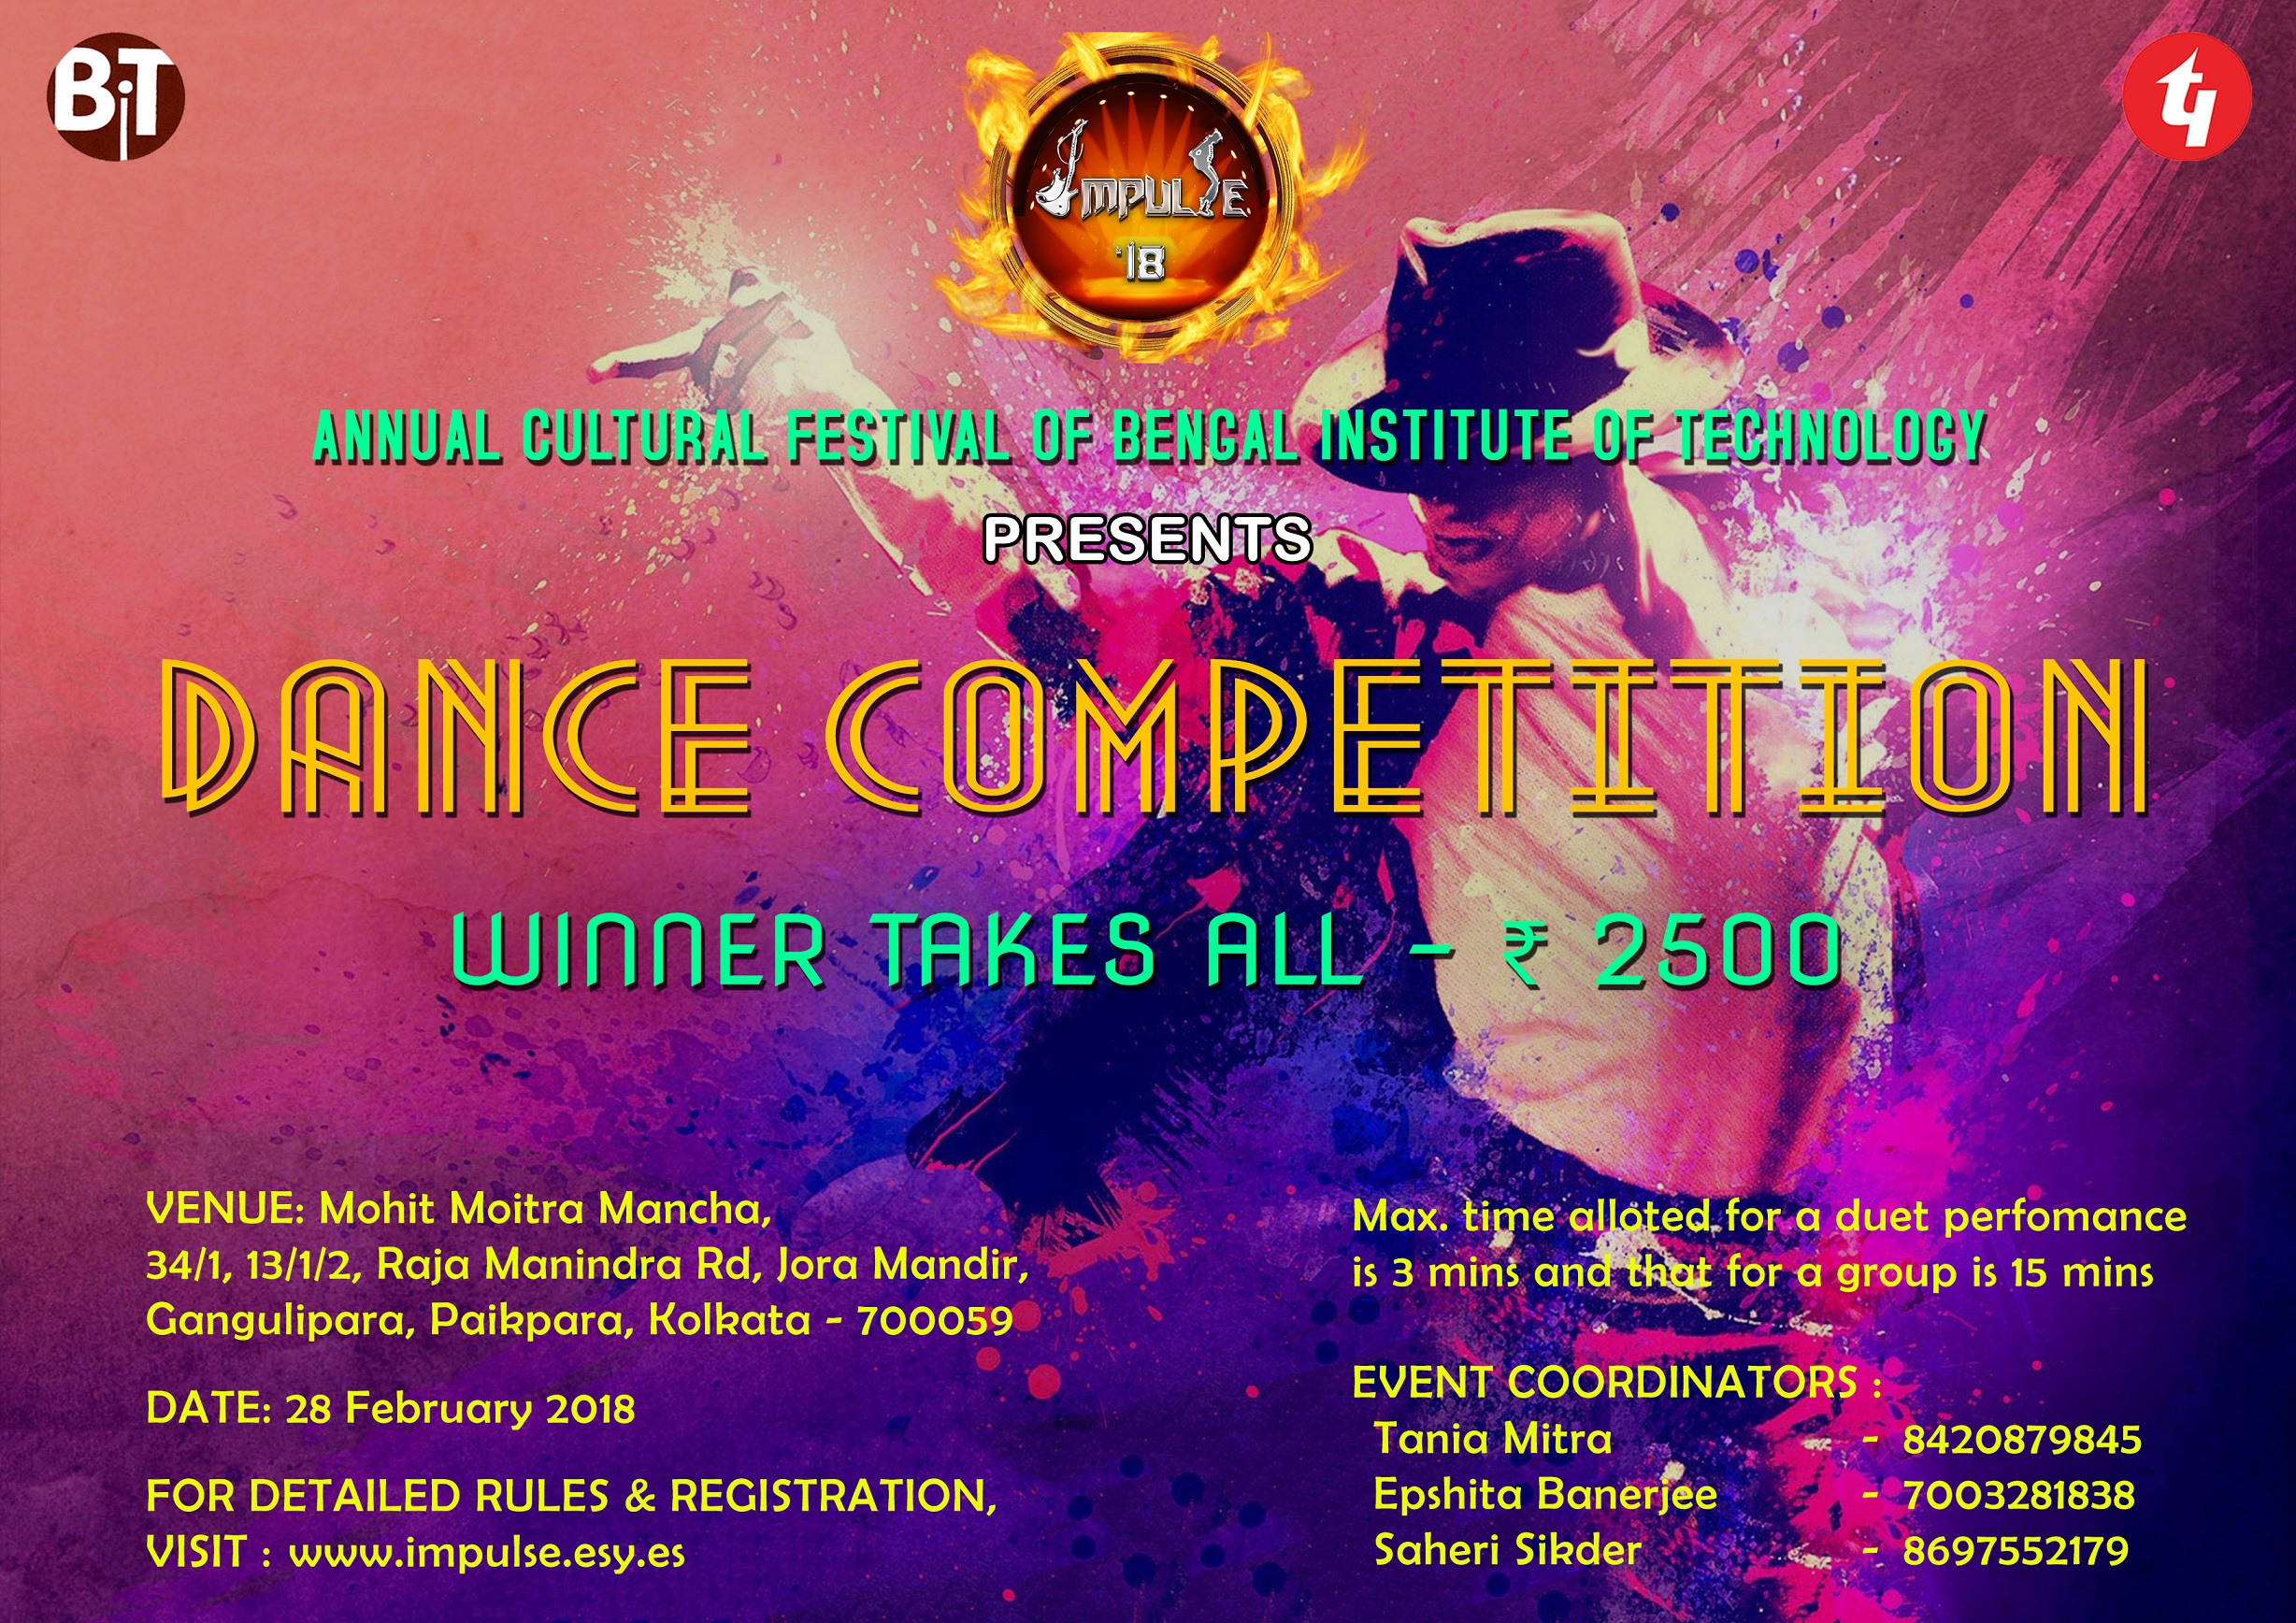 BiT
IMPULSE
'18
ANNUAL CULTURAL FESTIVAL OF BENGAL INSTITUTE OF TECHNOLOGY
PRESENTS
DANCE COMPETITION
WINNER TAKES ALL - ₹ 2500
VENUE: Mohit Moitra Mancha,
34/1, 13/1/2, Raja Manindra Rd, Jora Mandir,
Gangulipara, Paikpara, Kolkata - 700059
DATE: 28 February 2018
FOR DETAILED RULES & REGISTRATION,
VISIT : www.impulse.esy.es
Max. time alloted for a duet perfomance
is 3 mins and that for a group is 15 mins
EVENT COORDINATORS :
Tania Mitra - 8420879845
Epshita Banerjee - 7003281838
Saheri Sikder - 8697552179